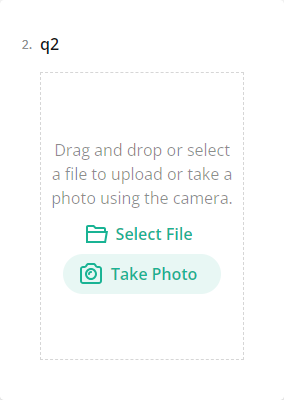 2. q2
Drag and drop or select
a file to upload or take a
photo using the camera.
Select File
Take Photo